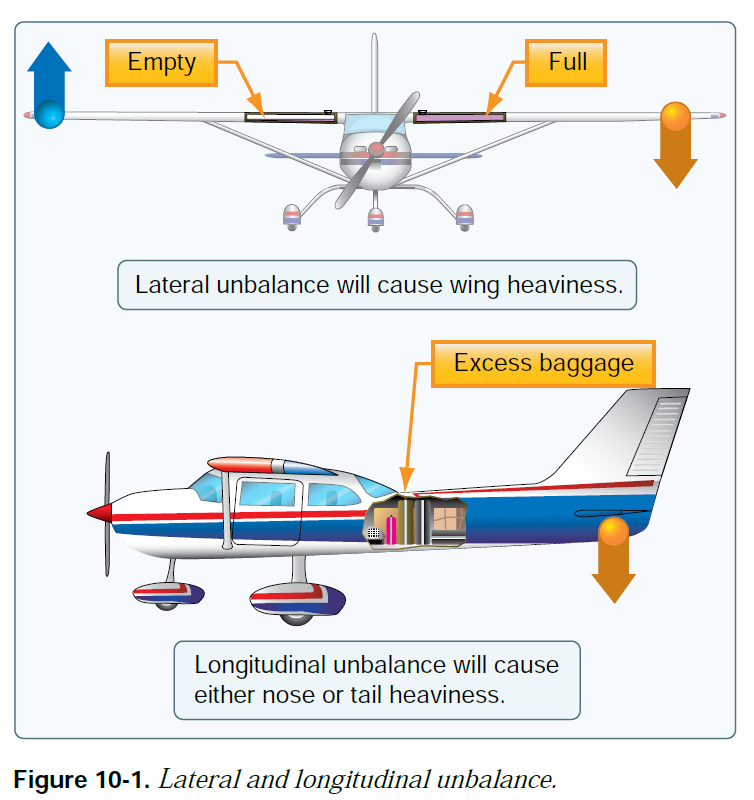 Empty
Full
Lateral unbalance will cause wing heaviness.
Excess baggage
Longitudinal unbalance will cause
either nose or tail heaviness.
Figure 10-1. Lateral and longitudinal unbalance.